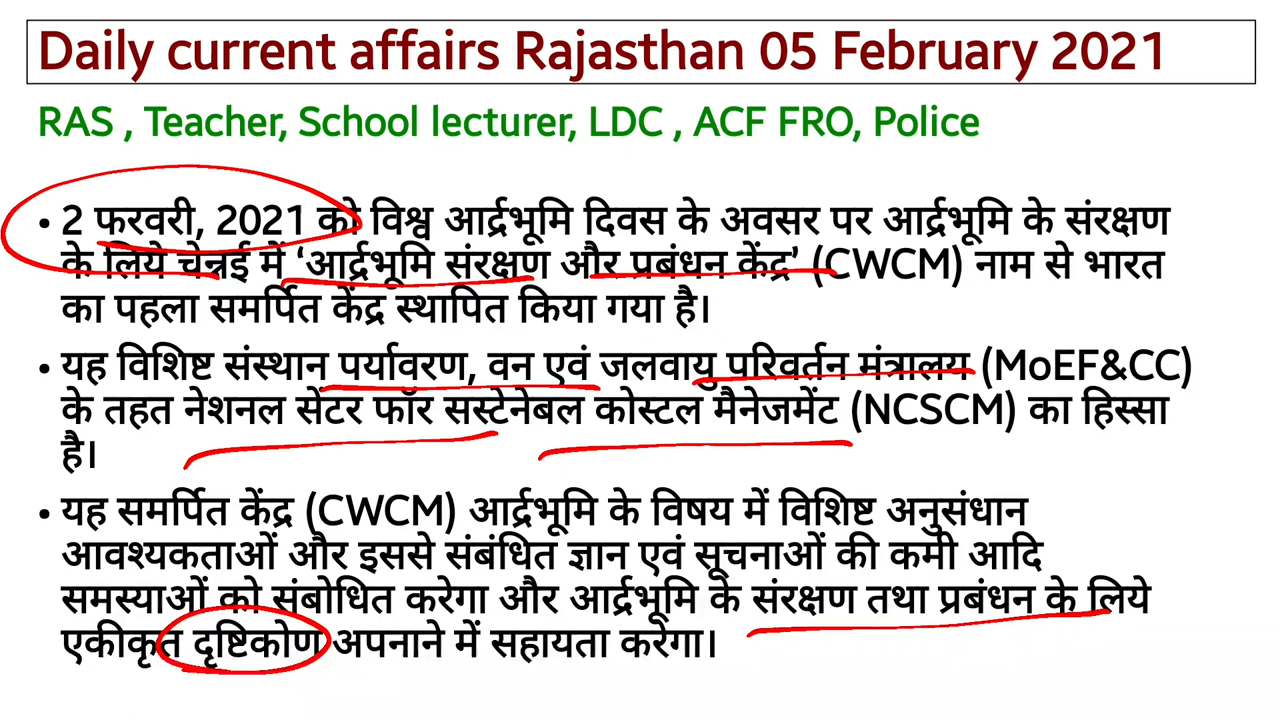 Daily current affairs Rajasthan 05 February 2021
RAS , Teacher, School lecturer, LDC , ACF FRO, Police
• 2 फरवरी, 2021 को विश्व आर्द्रभूमि दिवस के अवसर पर आर्द्रभूमि के संरक्षण
के लिये चेन्नई में ‘आर्द्रभूमि संरक्षण और प्रबंधन केंद्र’ (CWCM) नाम से भारत
का पहला समर्पित केंद्र स्थापित किया गया है।
• यह विशिष्ट संस्थान पर्यावरण, वन एवं जलवायु परिवर्तन मंत्रालय (MoEF&CC)
के तहत नेशनल सेंटर फॉर सस्टेनेबल कोस्टल मैनेजमेंट (NCSCM) का हिस्सा
है।
• यह समर्पित केंद्र (CWCM) आर्द्रभूमि के विषय में विशिष्ट अनुसंधान
आवश्यकताओं और इससे संबंधित ज्ञान एवं सूचनाओं की कमी आदि
समस्याओं को संबोधित करेगा और आर्द्रभूमि के संरक्षण तथा प्रबंधन के लिये
एकीकृत दृष्टिकोण अपनाने में सहायता करेगा।